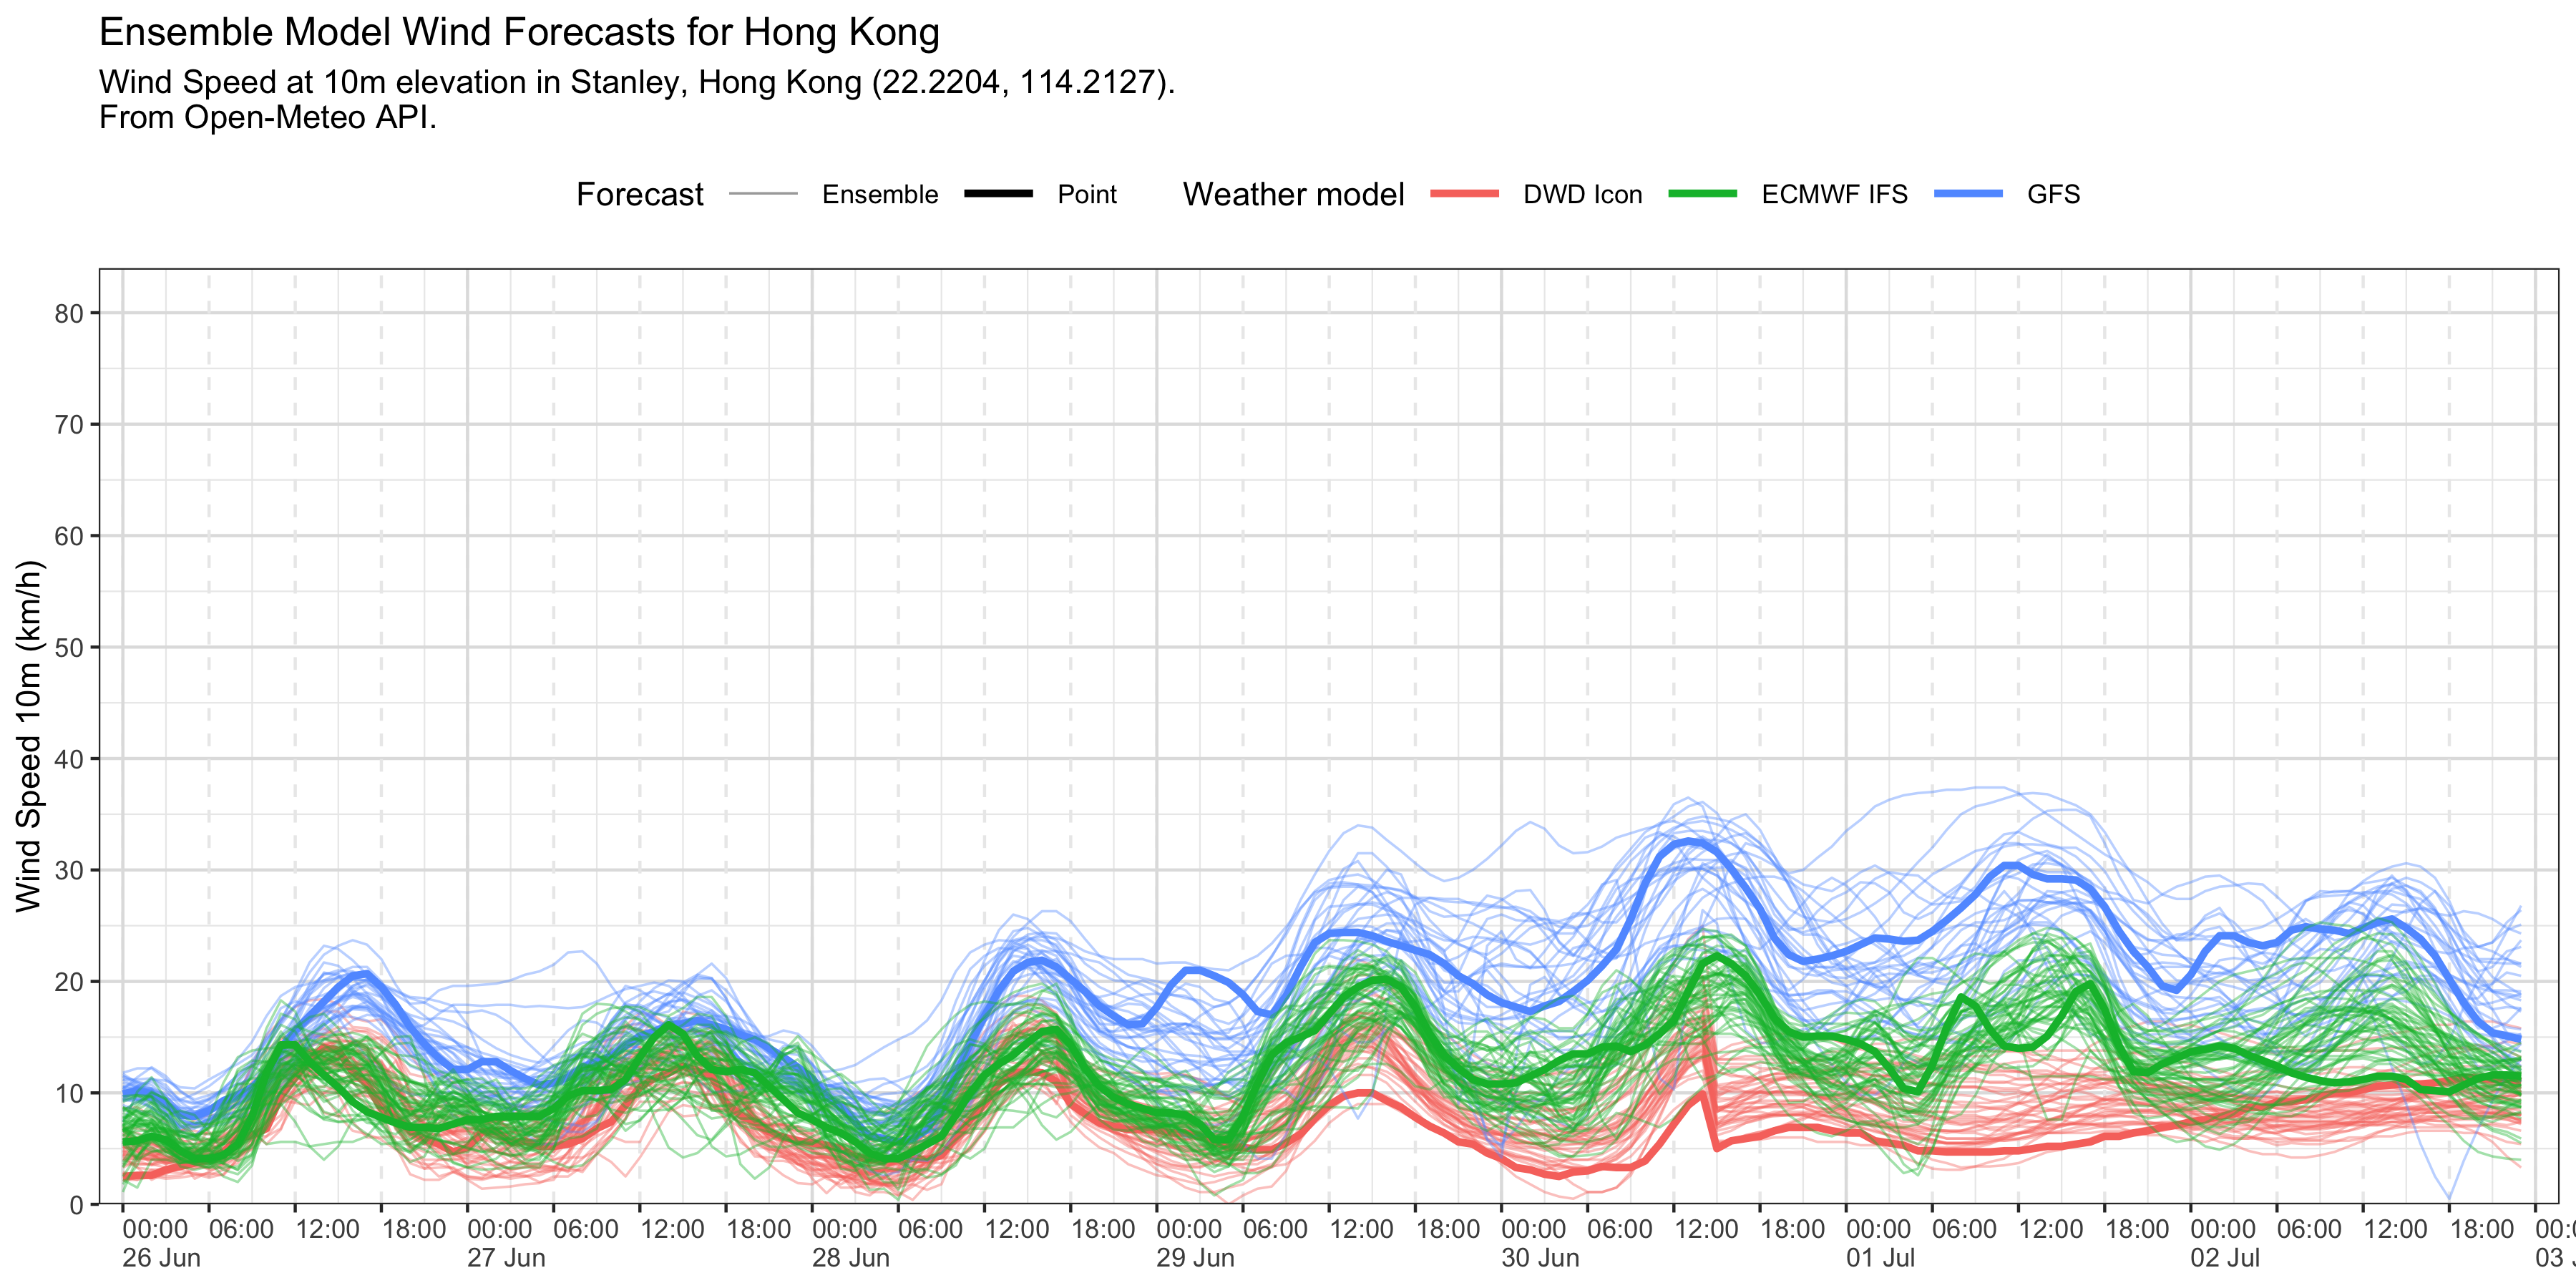 Ensemble Model Wind Forecasts for Hong Kong
Wind Speed at 10m elevation in Stanley, Hong Kong (22.2204, 114.2127).
From Open-Meteo API.
Forecast Ensemble Point Weather model DWD Icon ECMWF IFS GFS
Wind Speed 10m (km/h)
80
70
60
50
40
30
20
10
0
00:00 06:00 12:00 18:00 00:00 06:00 12:00 18:00 00:00 06:00 12:00 18:00 00:00 06:00 12:00 18:00 00:00 06:00 12:00 18:00 00:00 06:00 12:00 18:00 00:00 06:00 12:00 18:00
26 Jun 27 Jun 28 Jun 29 Jun 30 Jun 01 Jul 02 Jul 03